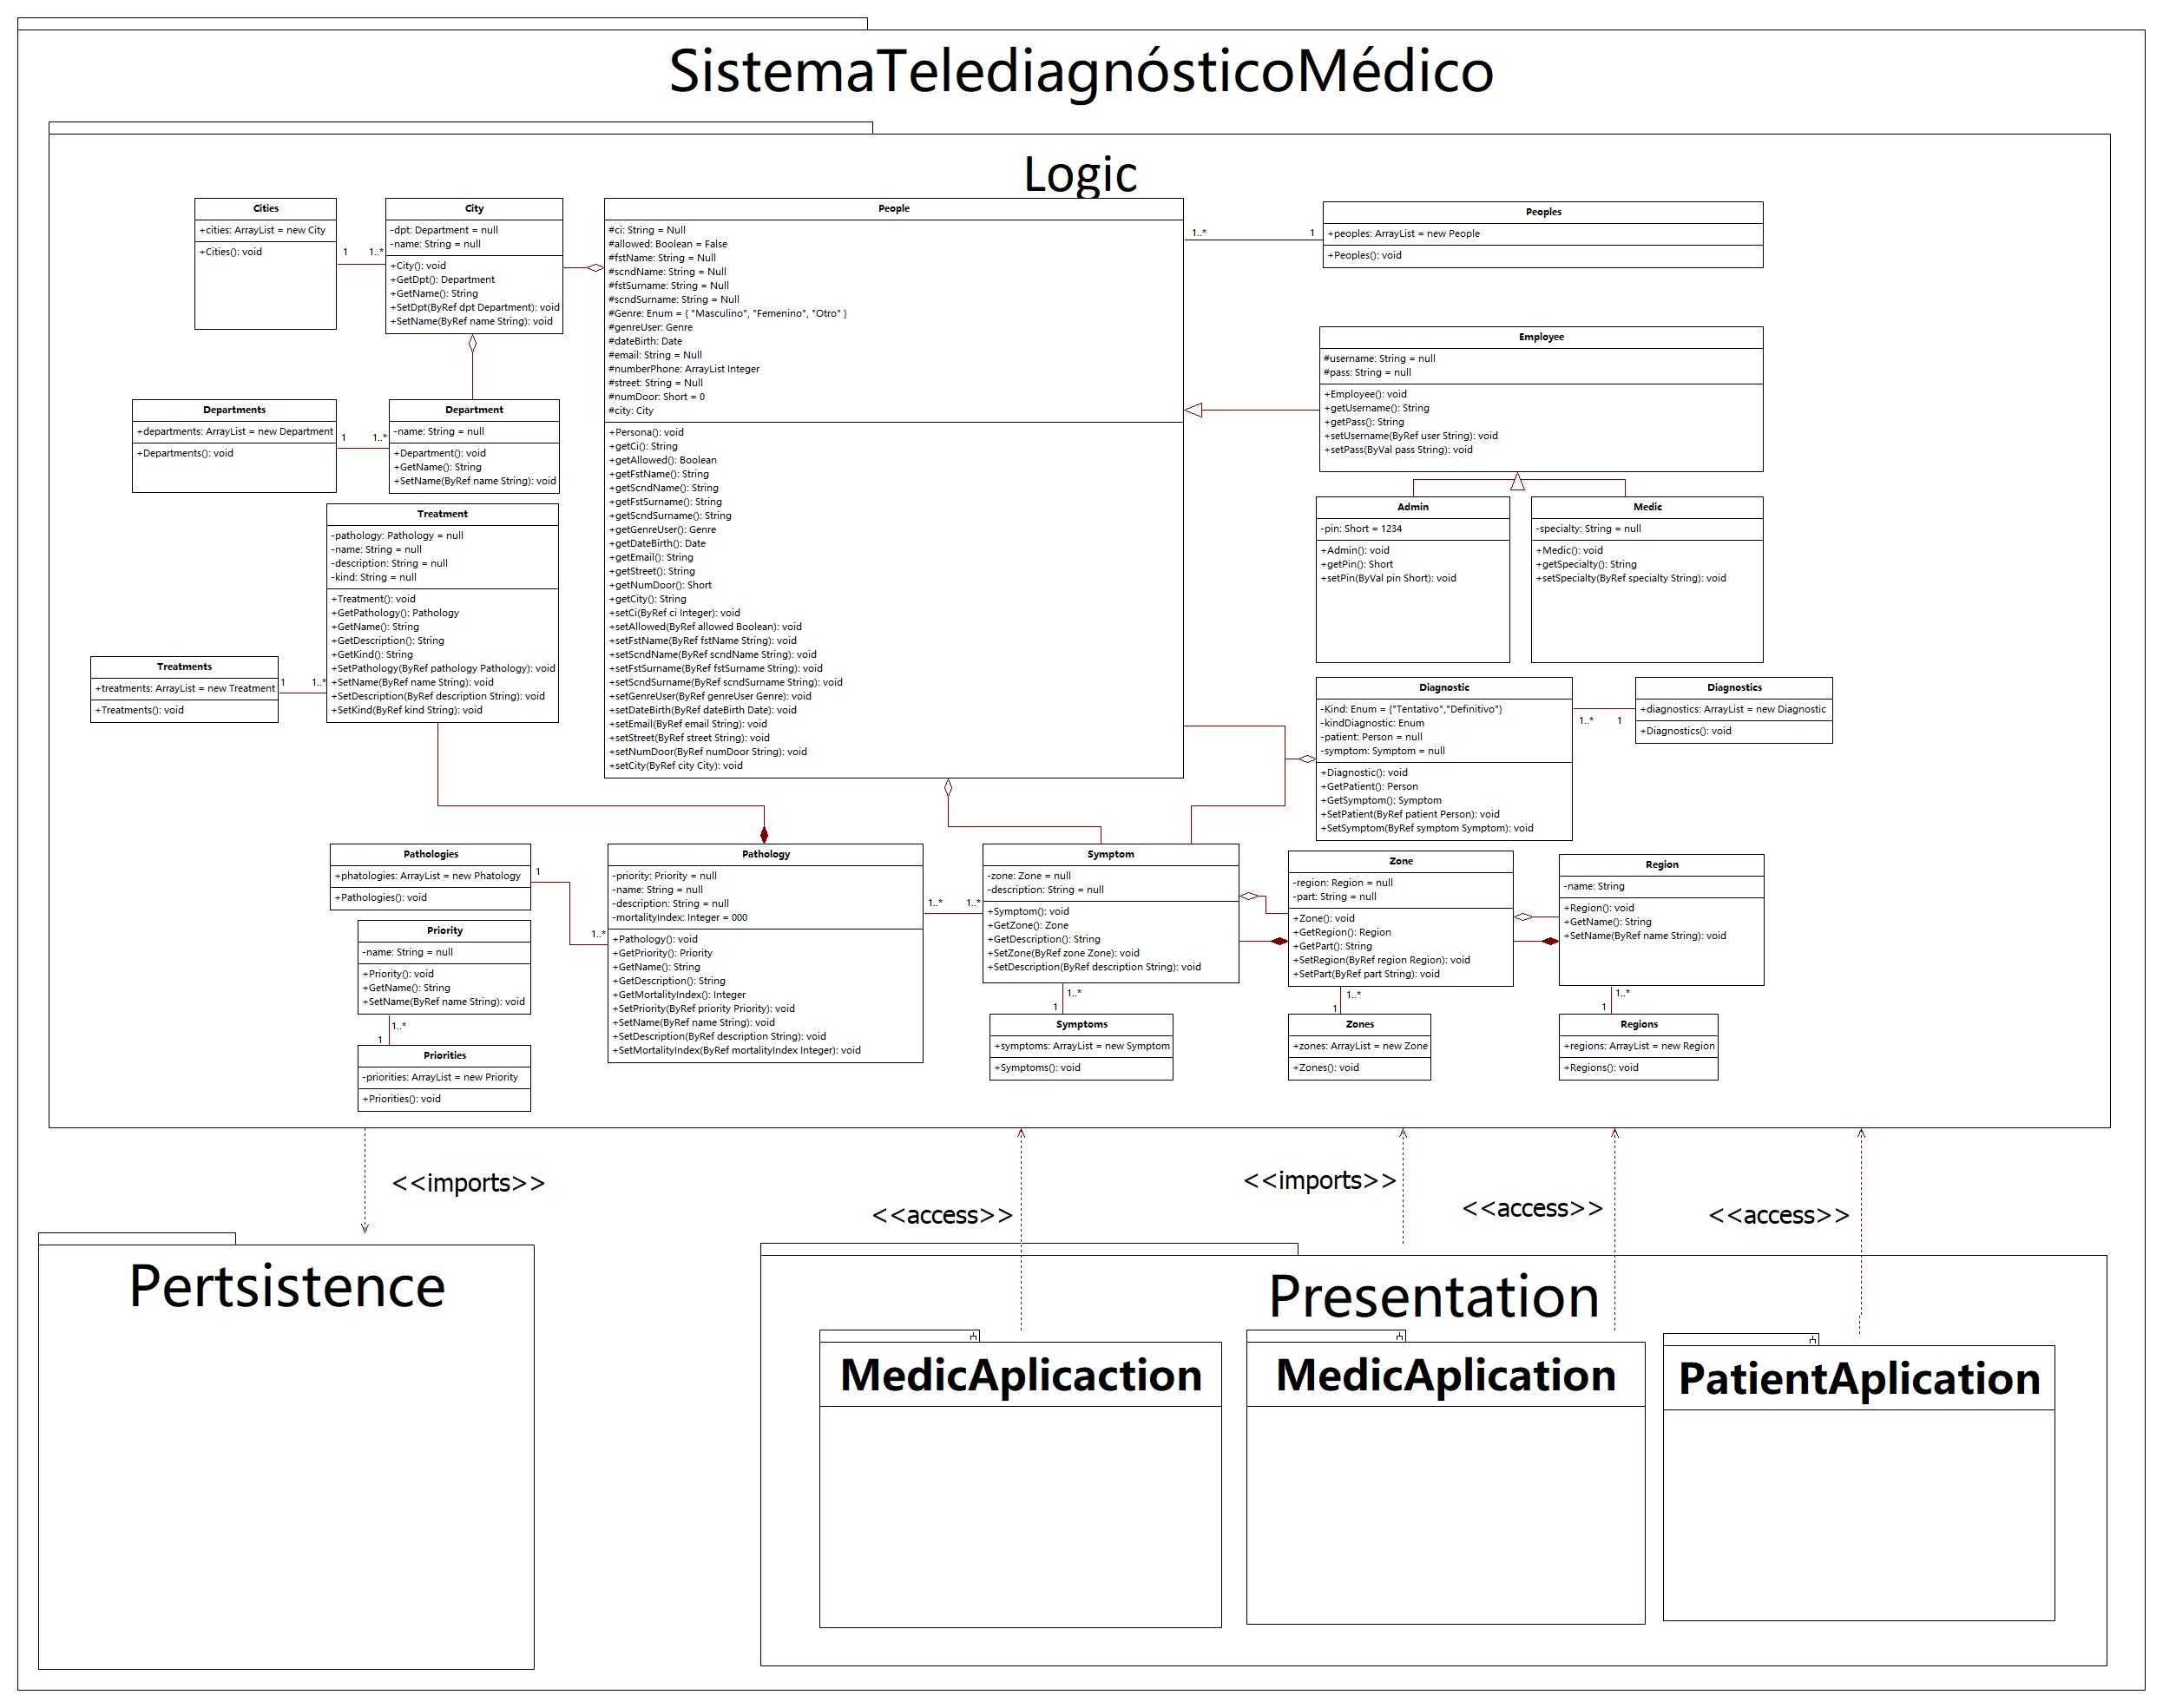 SistemaTelediagnósticoMédico
Logic
Cities
+cities: ArrayList = new City
+Cities(): void
1
1..*
City
-dpt: Department = null
-name: String = null
+City(): void
+GetDpt(): Department
+GetName(): String
+SetDpt(ByRef dpt Department): void
+SetName(ByRef name String): void
People
#ci: String = Null
#allowed: Boolean = False
#fstName: String = Null
#scndName: String = Null
#fstSurname: String = Null
#scndSurname: String = Null
#Genre: Enum = { "Masculino", "Femenino", "Otro" }
#genreUser: Genre
#dateBirth: Date
#email: String = Null
#numberPhone: ArrayList Integer
#street: String = Null
#numDoor: Short = 0
#city: City
+Persona(): void
+getCi(): String
+getAllowed(): Boolean
+getFstName(): String
+getScndName(): String
+getFstSurname(): String
+getScndSurname(): String
+getGenreUser(): Genre
+getDateBirth(): Date
+getEmail(): String
+getStreet(): String
+getNumDoor(): Short
+getCity(): String
+setCi(ByRef ci Integer): void
+setAllowed(ByRef allowed Boolean): void
+setFstName(ByRef fstName String): void
+setScndName(ByRef scndName String): void
+setFstSurname(ByRef fstSurname String): void
+setScndSurname(ByRef scndSurname String): void
+setGenreUser(ByRef genreUser Genre): void
+setDateBirth(ByRef dateBirth Date): void
+setEmail(ByRef email String): void
+setStreet(ByRef street String): void
+setNumDoor(ByRef numDoor String): void
+setCity(ByRef city City): void
1..*
1
Peoples
+peoples: ArrayList = new People
+Peoples(): void
Employee
#username: String = null
#pass: String = null
+Employee(): void
+getUsername(): String
+getPass(): String
+setUsername(ByRef user String): void
+setPass(ByVal pass String): void
Departments
+departments: ArrayList = new Department
+Departments(): void
1
1..*
Department
-name: String = null
+Department(): void
+GetName(): String
+SetName(ByRef name String): void
Admin
-pin: Short = 1234
+Admin(): void
+getPin(): Short
+setPin(ByVal pin Short): void
Medic
-specialty: String = null
+Medic(): void
+getSpecialty(): String
+setSpecialty(ByRef specialty String): void
Treatment
-pathology: Pathology = null
-name: String = null
-description: String = null
-kind: String = null
+Treatment(): void
+GetPathology(): Pathology
+GetName(): String
+GetDescription(): String
+GetKind(): String
+SetPathology(ByRef pathology Pathology): void
+SetName(ByRef name String): void
+SetDescription(ByRef description String): void
+SetKind(ByRef kind String): void
Treatments
+treatments: ArrayList = new Treatment
+Treatments(): void
1
1..*
Diagnostic
-Kind: Enum = {"Tentativo","Definitivo"}
-kindDiagnostic: Enum
-patient: Person = null
-symptom: Symptom = null
+Diagnostic(): void
+GetPatient(): Person
+GetSymptom(): Symptom
+SetPatient(ByRef patient Person): void
+SetSymptom(ByRef symptom Symptom): void
1..*
1
Diagnostics
+diagnostics: ArrayList = new Diagnostic
+Diagnostics(): void
Pathologies
+phatologies: ArrayList = new Phatology
+Pathologies(): void
1
1..*
Pathology
-priority: Priority = null
-name: String = null
-description: String = null
-mortalityIndex: Integer = 000
+Pathology(): void
+GetPriority(): Priority
+GetName(): String
+GetDescription(): String
+GetMortalityIndex(): Integer
+SetPriority(ByRef priority Priority): void
+SetName(ByRef name String): void
+SetDescription(ByRef description String): void
+SetMortalityIndex(ByRef mortalityIndex Integer): void
1..*
1..*
Symptom
-zone: Zone = null
-description: String = null
+Symptom(): void
+GetZone(): Zone
+GetDescription(): String
+SetZone(ByRef zone Zone): void
+SetDescription(ByRef description String): void
Zone
-region: Region = null
-part: String = null
+Zone(): void
+GetRegion(): Region
+GetPart(): String
+SetRegion(ByRef region Region): void
+SetPart(ByRef part String): void
Region
-name: String
+Region(): void
+GetName(): String
+SetName(ByRef name String): void
Priority
-name: String = null
+Priority(): void
+GetName(): String
+SetName(ByRef name String): void
1..*
1
Priorities
-priorities: ArrayList = new Priority
+Priorities(): void
1..*
1
Symptoms
+symptoms: ArrayList = new Symptom
+Symptoms(): void
1..*
1
Zones
+zones: ArrayList = new Zone
+Zones(): void
1..*
1
Regions
+regions: ArrayList = new Region
+Regions(): void
<<imports>>
<<access>>
<<imports>>
<<access>>
<<access>>
Pertsistence
Presentation
MedicAplicaction
MedicAplication
PatientAplication